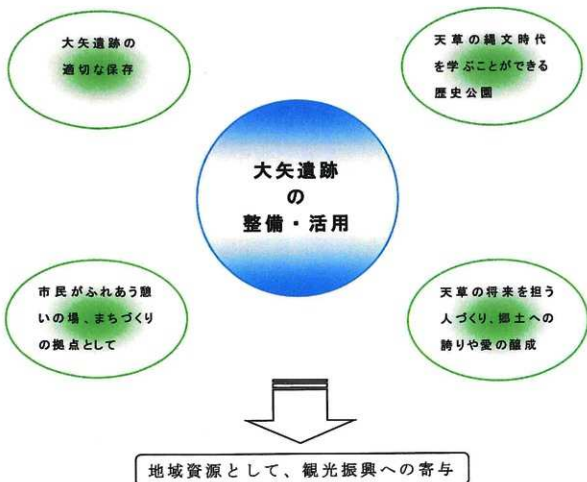 大矢遺跡の
適切な保存
天草の縄文時代
を学ぶことができる
歴史公園
大矢遺跡
の
整備・活用
市民がふれあう憩
いの場、まちづくり
の拠点として
天草の将来を担う
人づくり、郷土への
誇りや愛の醸成
地域資源として、観光振興への寄与